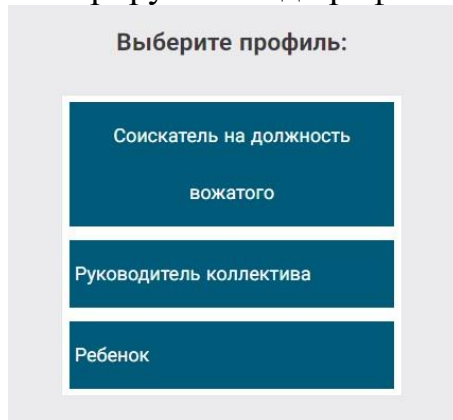 Выберите профиль:
Соискатель на должность
вожатого
Руководитель коллектива
Ребенок